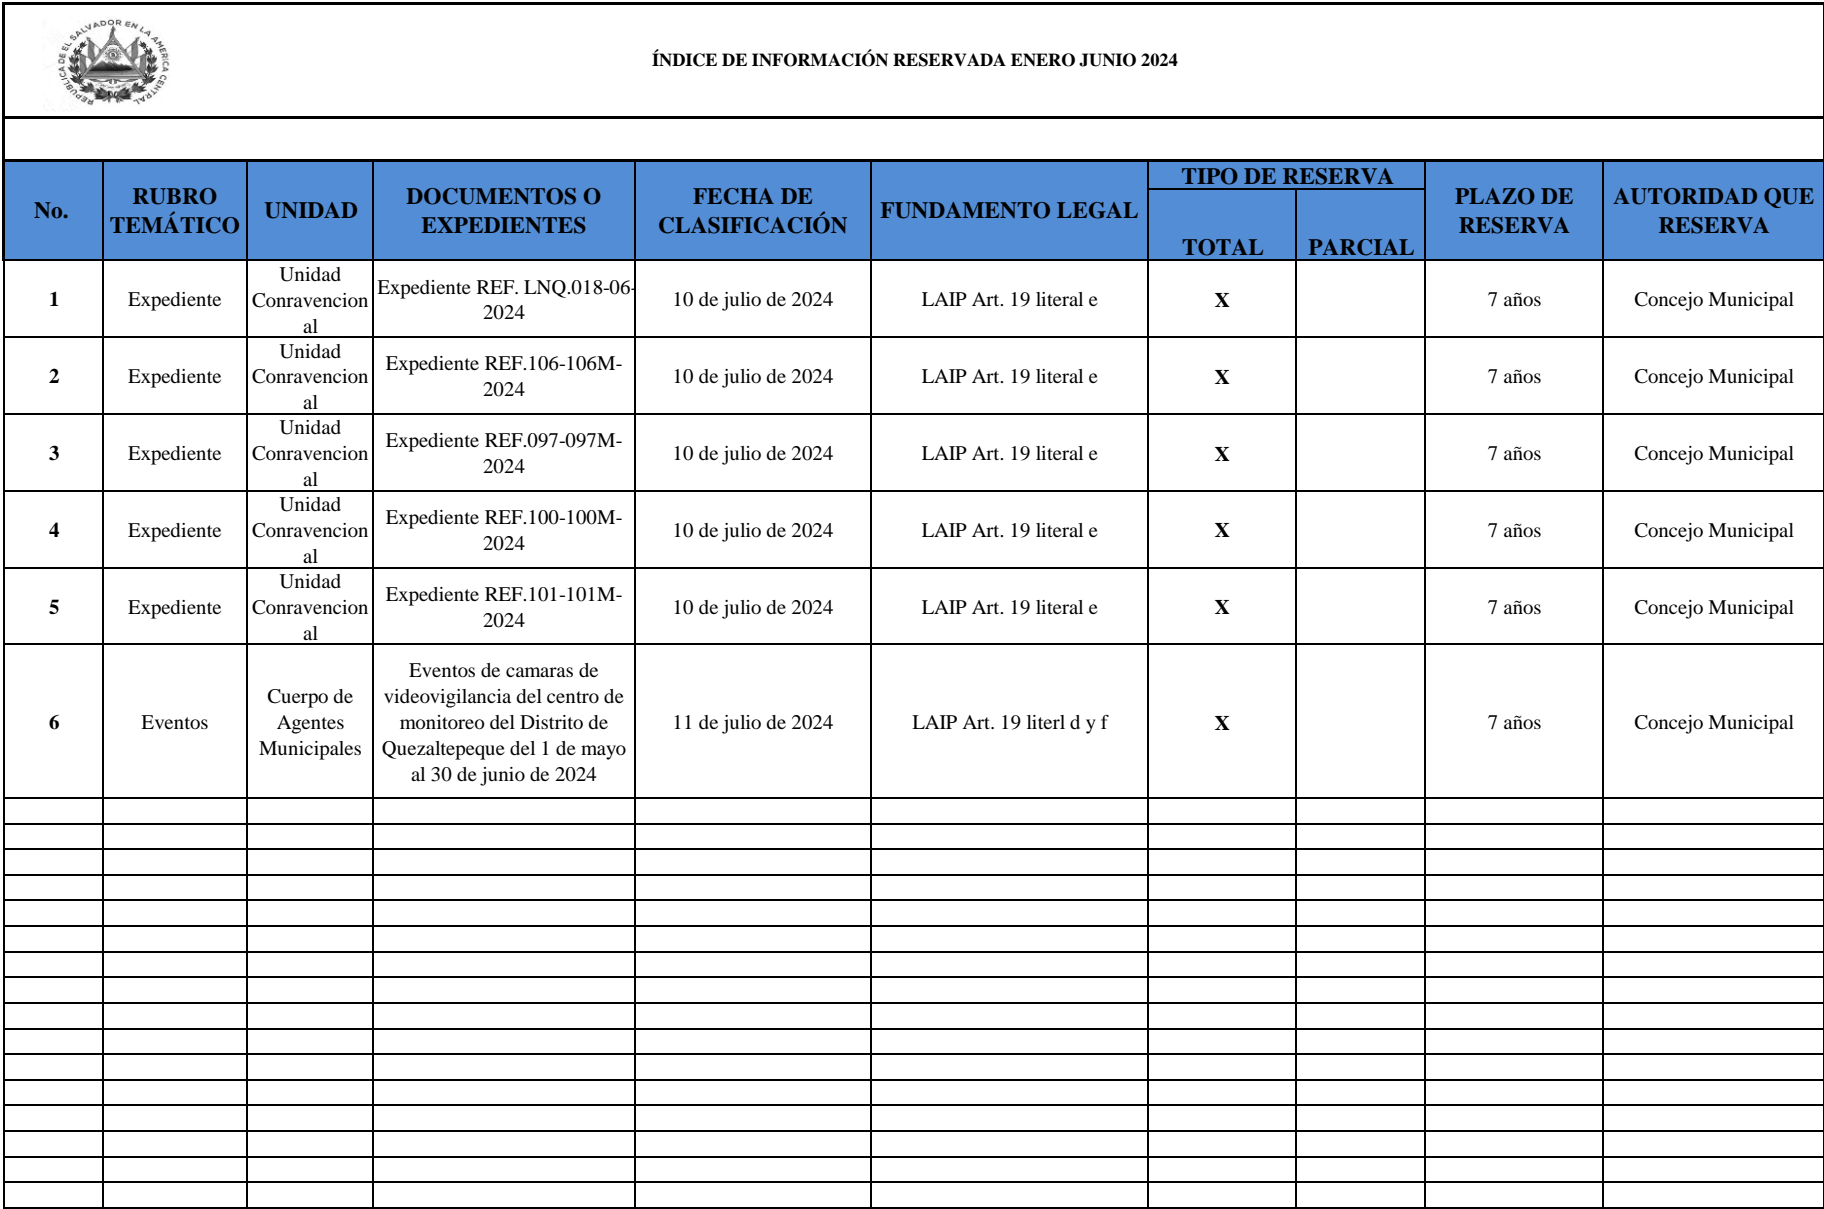 REPUBLICA DE EL SALVADOR EN LA AMERICA CENTRAL
ÍNDICE DE INFORMACIÓN RESERVADA ENERO JUNIO 2024
No.
RUBRO
TEMÁTICO
UNIDAD
DOCUMENTOS O
EXPEDIENTES
FECHA DE
CLASIFICACIÓN
FUNDAMENTO LEGAL
TIPO DE RESERVA
TOTAL
PARCIAL
PLAZO DE
RESERVA
AUTORIDAD QUE
RESERVA
1
Expediente
Unidad
Conravencion
al
Expediente REF. LNQ.018-06-
2024
10 de julio de 2024
LAIP Art. 19 literal e
X
7 años
Concejo Municipal
2
Expediente
Unidad
Conravencion
al
Expediente REF.106-106M-
2024
10 de julio de 2024
LAIP Art. 19 literal e
X
7 años
Concejo Municipal
3
Expediente
Unidad
Conravencion
al
Expediente REF.097-097M-
2024
10 de julio de 2024
LAIP Art. 19 literal e
X
7 años
Concejo Municipal
4
Expediente
Unidad
Conravencion
al
Expediente REF.100-100M-
2024
10 de julio de 2024
LAIP Art. 19 literal e
X
7 años
Concejo Municipal
5
Expediente
Unidad
Conravencion
al
Expediente REF.101-101M-
2024
10 de julio de 2024
LAIP Art. 19 literal e
X
7 años
Concejo Municipal
6
Eventos
Cuerpo de
Agentes
Municipales
Eventos de camaras de
videovigilancia del centro de
monitoreo del Distrito de
Quezaltepeque del 1 de mayo
al 30 de junio de 2024
11 de julio de 2024
LAIP Art. 19 literl d y f
X
7 años
Concejo Municipal